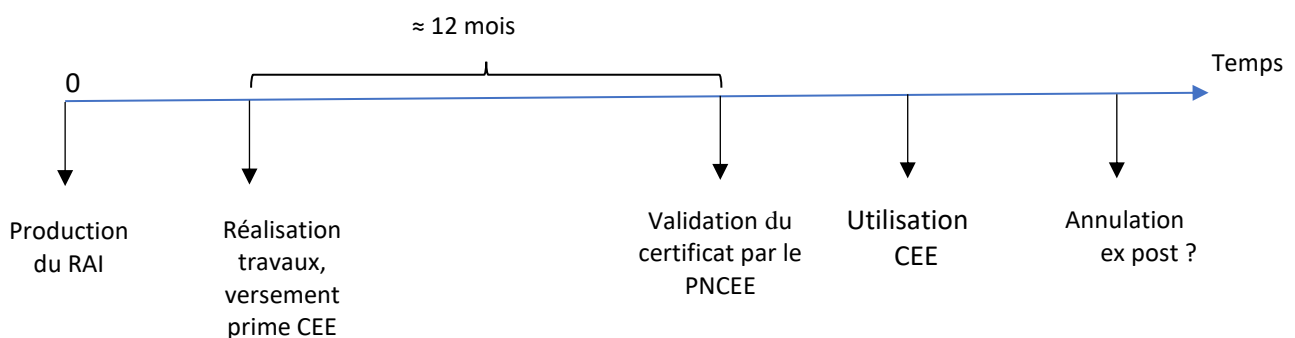 ≈ 12 mois
Temps
0
Production
du RAI
Réalisation
travaux,
versement
prime CEE
Validation du
certificat par le
PNCEE
Utilisation
CEE
Annulation
ex post ?